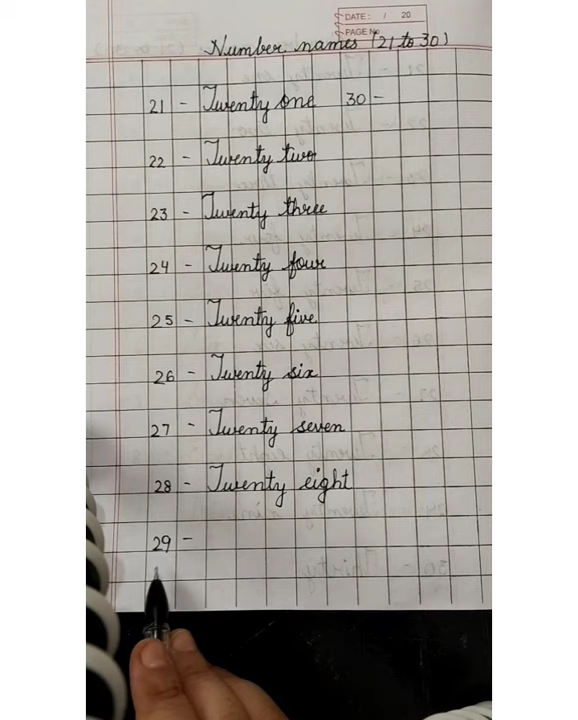 DATE: / 20
PAGE No
Number names (21 to 30)
21 - Twenty one 30 -
22 - Twenty two
23 - Twenty three
24 - Twenty four
25 - Twenty five
26 - Twenty six
27 - Twenty seven
28 - Twenty eight
29 -